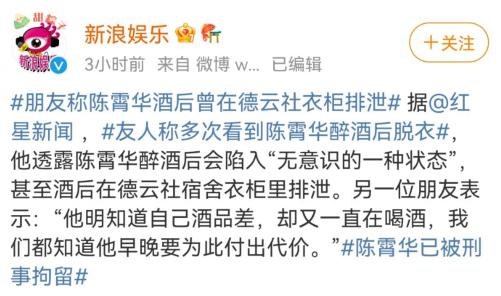 甜
新浪娱乐
新浪娱乐
+关注
3小时前 来自 微博 w... 已编辑
#朋友称陈霄华酒后曾在德云社衣柜排泄# 据@红
星新闻 ，#友人称多次看到陈霄华醉酒后脱衣#，
他透露陈霄华醉酒后会陷入“无意识的一种状态”，
甚至酒后在德云社宿舍衣柜里排泄。另一位朋友表
示：“他明知道自己酒品差，却又一直在喝酒，我
们都知道他早晚要为此付出代价。”#陈霄华已被刑
事拘留#